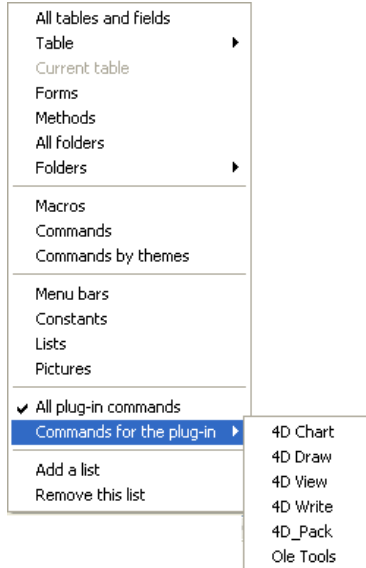 All tables and fields
Table
Current table
Forms
Methods
All folders
Folders
Macros
Commands
Commands by themes
Menu bars
Constants
Lists
Pictures
All plug-in commands
Commands for the plug-in
Add a list
Remove this list
4D Chart
4D Draw
4D View
4D Write
4D_Pack
Ole Tools